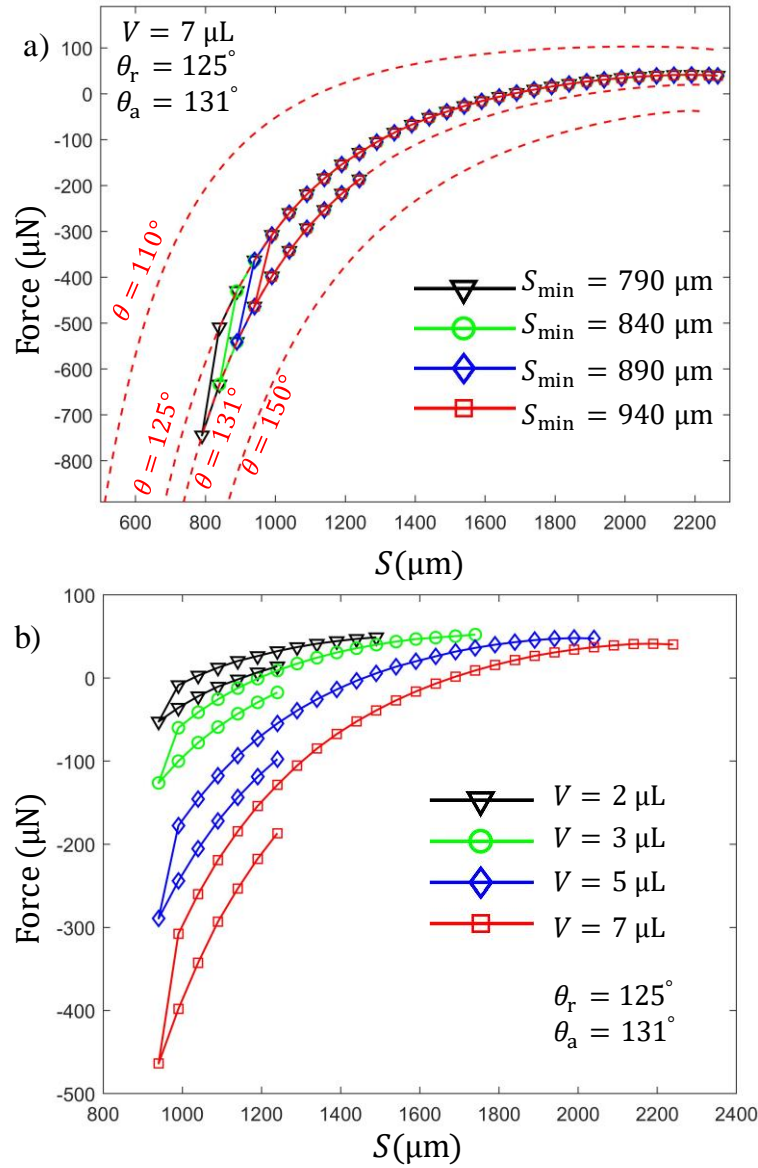 a)
V = 7 μL
θr = 125°
θa = 131°
100
0
-100
-200
-300
-400
-500
-600
-700
-800
Force (μN)
θ = 110°
θ = 125°
θ = 131°
θ = 150°
Smin = 790 μm
Smin = 840 μm
Smin = 890 μm
Smin = 940 μm
600 800 1000 1200 1400 1600 1800 2000 2200
S(μm)
b)
100
0
-100
-200
-300
-400
-500
Force (μN)
V = 2 μL
V = 3 μL
V = 5 μL
V = 7 μL
θr = 125°
θa = 131°
800 1000 1200 1400 1600 1800 2000 2200 2400
S(μm)